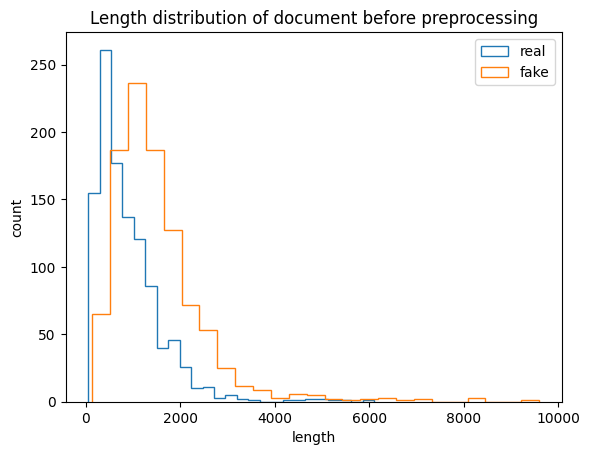 Length distribution of document before preprocessing
real
fake
250
200
150
100
50
0
count
0 2000 4000 6000 8000 10000
length